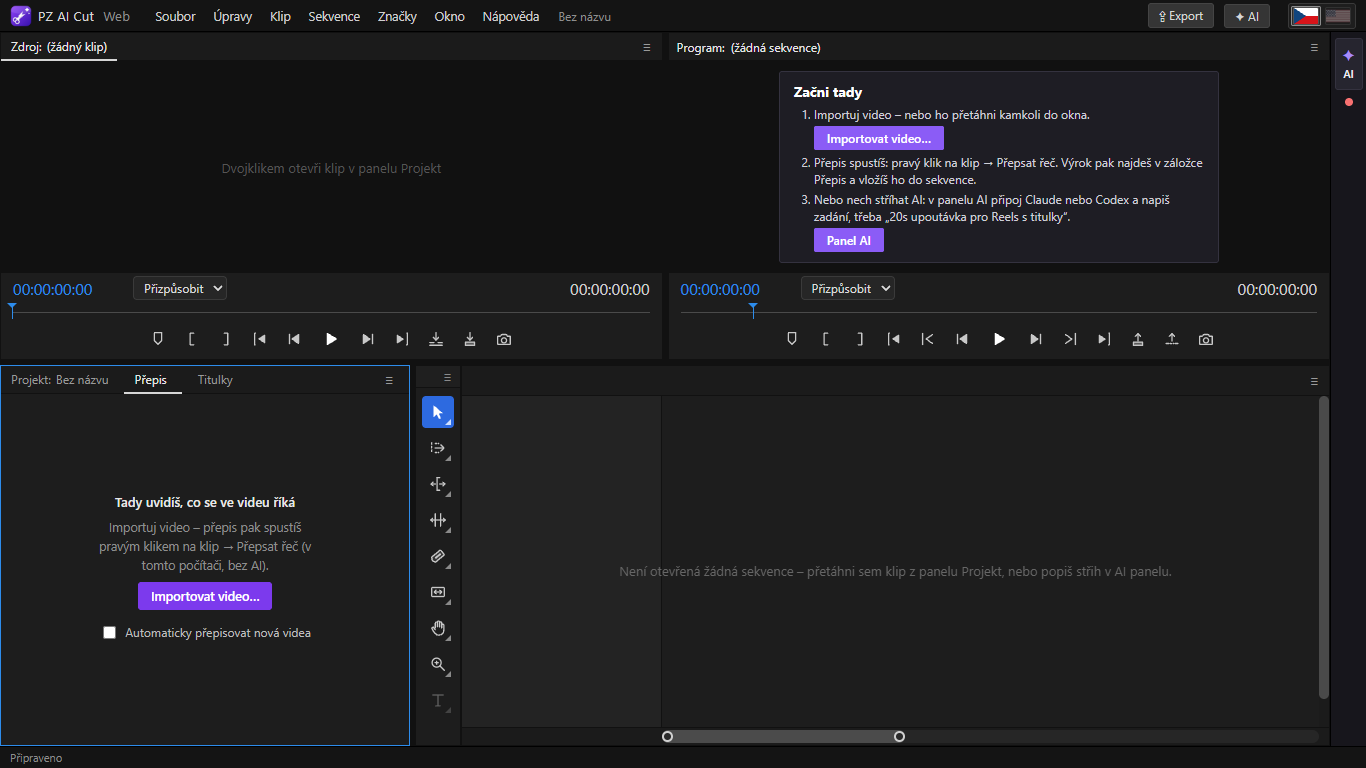 PZ AI Cut Web Soubor Úpravy Klip Sekvence Značky Okno Nápověda Bez názvu Export AI
Zdroj: (žádný klip)
Program: (žádná sekvence)
AI
Dvojklikem otevři klip v panelu Projekt
Začni tady
1. Importuj video – nebo ho přetáhni kamkoli do okna.
Importovat video...
2. Přepis spustíš: pravý klik na klip → Přepsat řeč. Výrok pak najdeš v záložce
Přepis a vložíš ho do sekvence.
3. Nebo nech stříhat AI: v panelu AI připoj Claude nebo Codex a napiš
zadání, třeba „20s upoutávka pro Reels s titulky“.
Panel AI
00:00:00:00 Přizpůsobit 00:00:00:00
00:00:00:00 Přizpůsobit 00:00:00:00
Projekt: Bez názvu Přepis Titulky
Tady uvidíš, co se ve videu říká
Importuj video – přepis pak spustíš
pravým klikem na klip → Přepsat řeč (v
tomto počítači, bez AI).
Importovat video...
Automaticky přepisovat nová videa
Není otevřená žádná sekvence – přetáhni sem klip z panelu Projekt, nebo popiš střih v AI panelu.
Připraveno